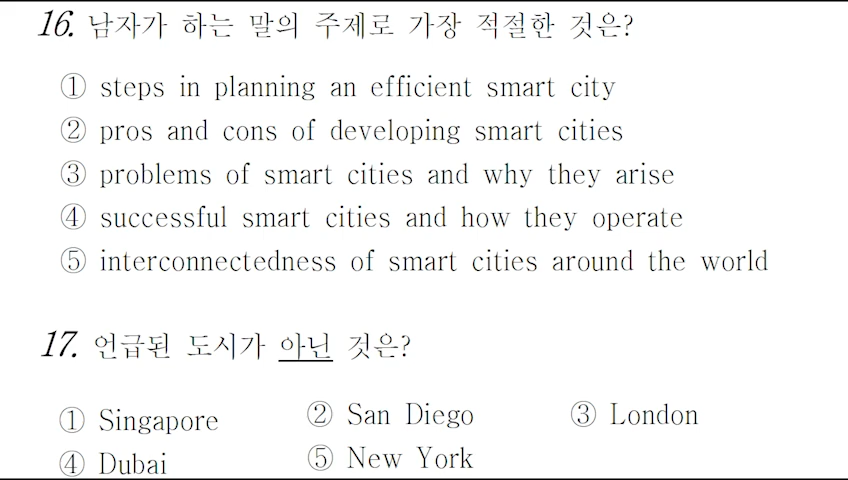 16. 남자가 하는 말의 주제로 가장 적절한 것은?
① steps in planning an efficient smart city
② pros and cons of developing smart cities
③ problems of smart cities and why they arise
④ successful smart cities and how they operate
⑤ interconnectedness of smart cities around the world
17. 언급된 도시가 아닌 것은?
① Singapore ② San Diego ③ London
④ Dubai ⑤ New York